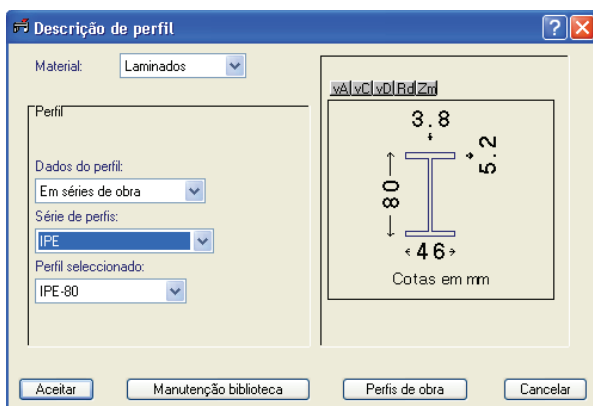 Descrição de perfil
Material:
Laminados
Perfil
Dados do perfil:
Em séries de obra
Série de perfis:
IPE
Perfil seleccionado:
IPE-80
vA vC vD Rd Zm
3.8
5.2
80
46
Cotas em mm
Aceitar
Manutenção biblioteca
Perfis de obra
Cancelar